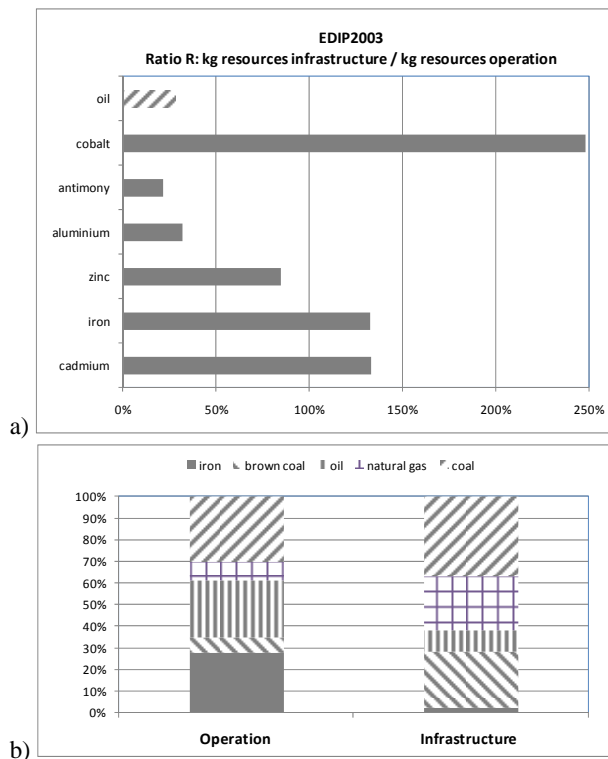 EDIP2003
Ratio R: kg resources infrastructure / kg resources operation
oil
cobalt
antimony
aluminium
zinc
iron
cadmium
0% 50% 100% 150% 200% 250%
a)
iron brown coal oil natural gas coal
100%
90%
80%
70%
60%
50%
40%
30%
20%
10%
0%
Operation Infrastructure
b)